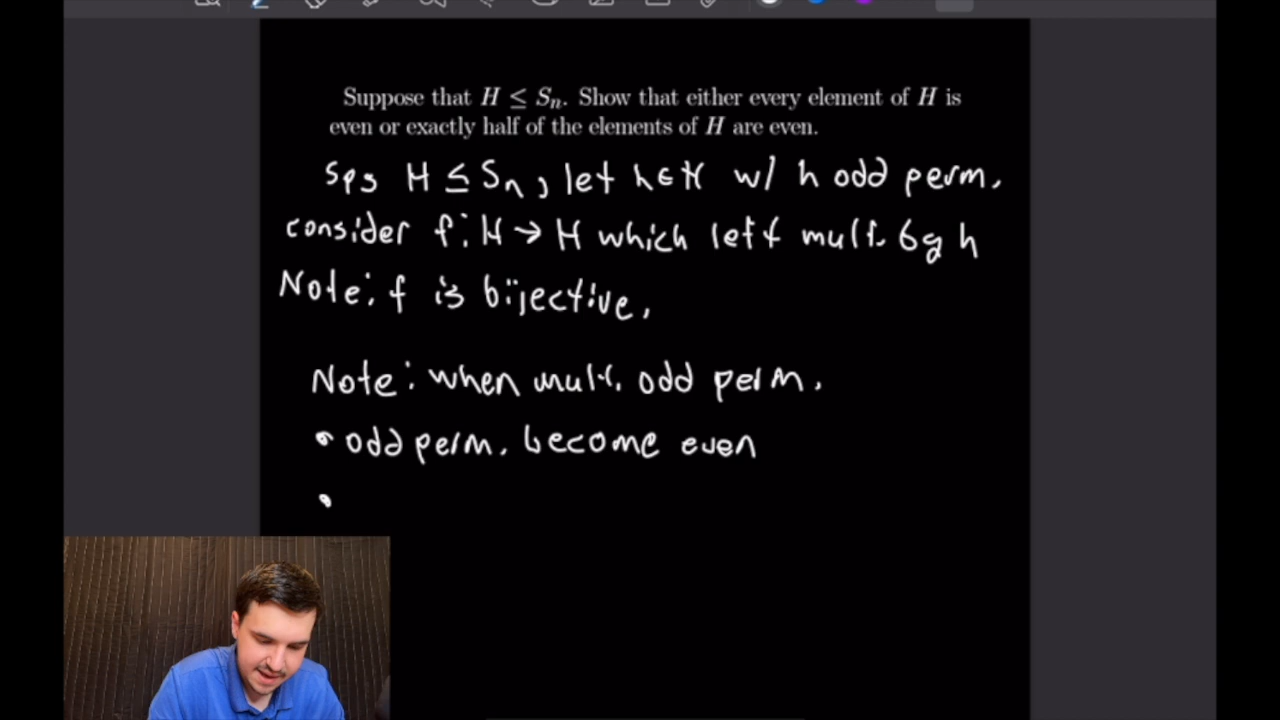 Suppose that H ≤ Sₙ. Show that either every element of H is
even or exactly half of the elements of H are even.
Sps H ≤ Sₙ, let h ∈ H w/ h odd perm.
consider f: H → H which left mult. by h
Note: f is bijective.
Note: when mult. odd perm.
• odd perm. become even
•